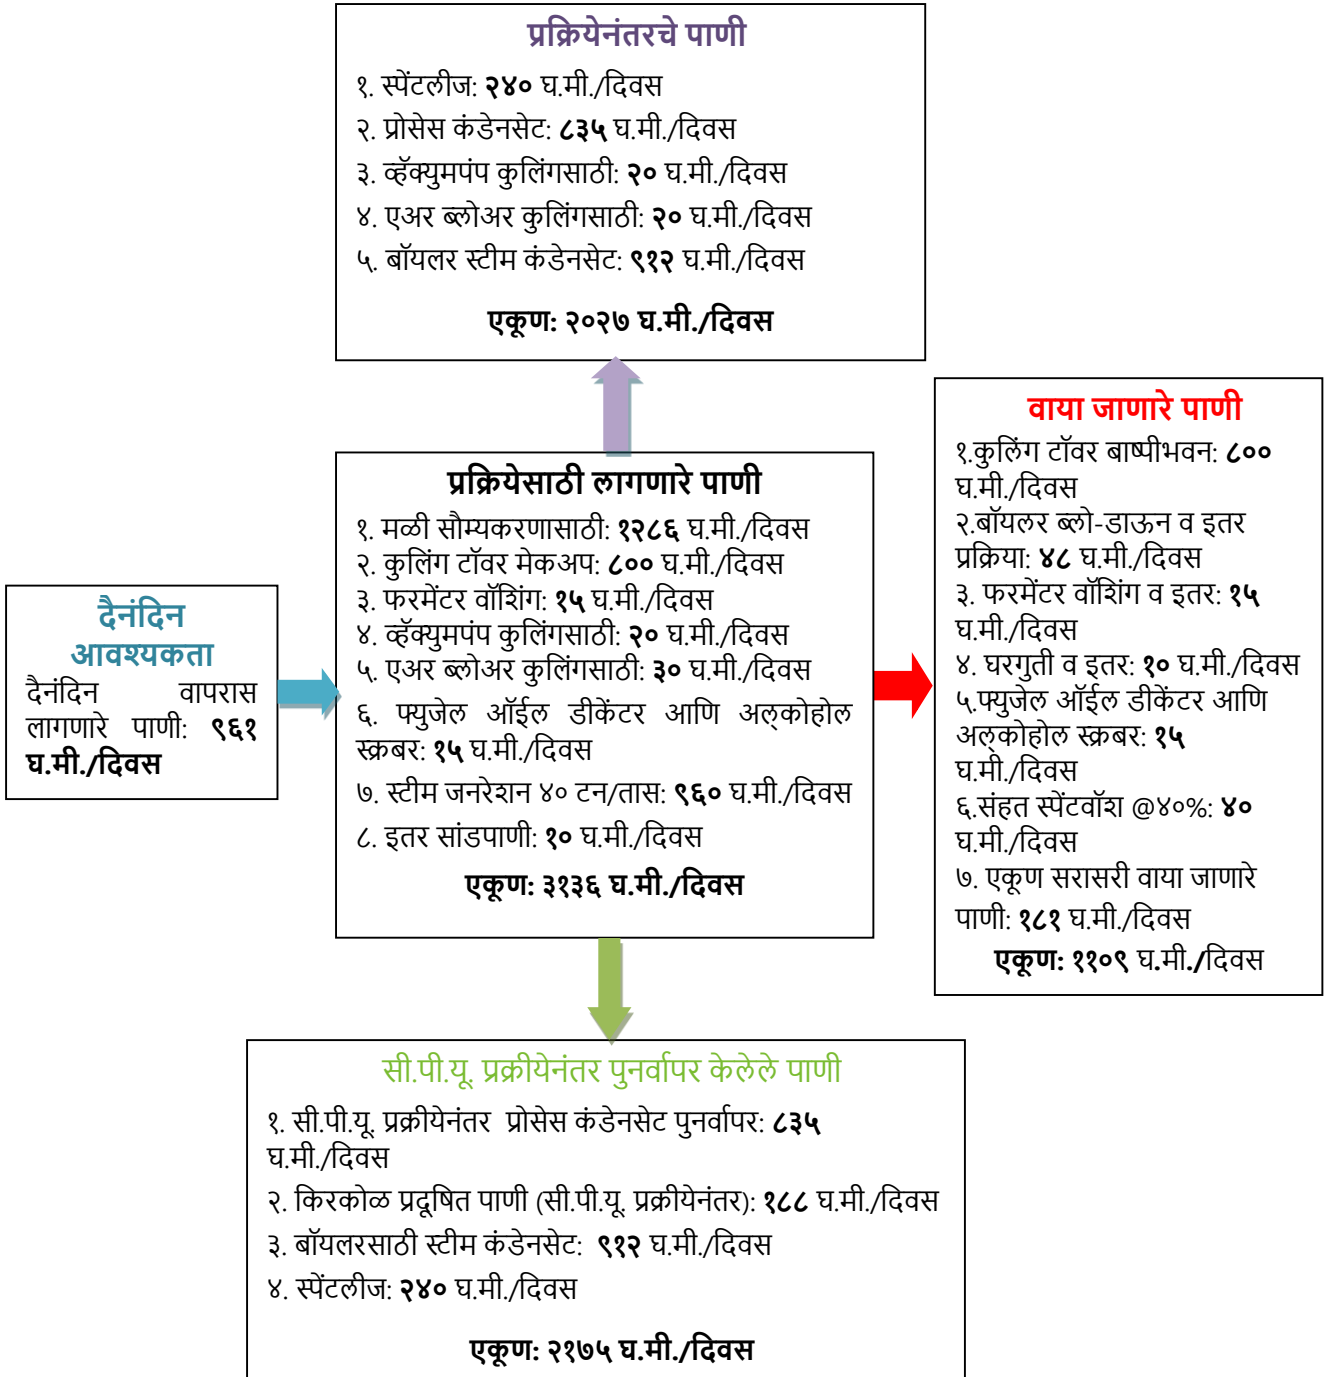 प्रक्रियेनंतरचे पाणी
१. स्पेंटलीज: २४० घ.मी./दिवस
२. प्रोसेस कंडेनसेट: ८३५ घ.मी./दिवस
३. व्हॅक्युमपंप कुलिंगसाठी: २० घ.मी./दिवस
४. एअर ब्लोअर कुलिंगसाठी: २० घ.मी./दिवस
५. बॉयलर स्टीम कंडेनसेट: ९१२ घ.मी./दिवस
एकूण: २०२७ घ.मी./दिवस
दैनंदिन
आवश्यकता
दैनंदिन वापरास
लागणारे पाणी: ९६१
घ.मी./दिवस
प्रक्रियेसाठी लागणारे पाणी
१. मळी सौम्यकरणासाठी: १२८६ घ.मी./दिवस
२. कुलिंग टॉवर मेकअप: ८०० घ.मी./दिवस
३. फरमेंटर वॉशिंग: १५ घ.मी./दिवस
४. व्हॅक्युमपंप कुलिंगसाठी: २० घ.मी./दिवस
५. एअर ब्लोअर कुलिंगसाठी: ३० घ.मी./दिवस
६. फ्युजेल ऑईल डीकेंटर आणि अल्कोहोल
स्क्रबर: १५ घ.मी./दिवस
७. स्टीम जनरेशन ४० टन/तास: ९६० घ.मी./दिवस
८. इतर सांडपाणी: १० घ.मी./दिवस
एकूण: ३१३६ घ.मी./दिवस
वाया जाणारे पाणी
१.कुलिंग टॉवर बाष्पीभवन: ८००
घ.मी./दिवस
२.बॉयलर ब्लो-डाऊन व इतर
प्रक्रिया: ४८ घ.मी./दिवस
३. फरमेंटर वॉशिंग व इतर: १५
घ.मी./दिवस
४. घरगुती व इतर: १० घ.मी./दिवस
५.फ्युजेल ऑईल डीकेंटर आणि
अल्कोहोल स्क्रबर: १५
घ.मी./दिवस
६.संहत स्पेंटवॉश @४०%: ४०
घ.मी./दिवस
७. एकूण सरासरी वाया जाणारे
पाणी: १८१ घ.मी./दिवस
एकूण: ११०९ घ.मी./दिवस
सी.पी.यू. प्रक्रीयेनंतर पुनर्वापर केलेले पाणी
१. सी.पी.यू. प्रक्रीयेनंतर प्रोसेस कंडेनसेट पुनर्वापर: ८३५
घ.मी./दिवस
२. किरकोळ प्रदूषित पाणी (सी.पी.यू. प्रक्रीयेनंतर): १८८ घ.मी./दिवस
३. बॉयलरसाठी स्टीम कंडेनसेट: ९१२ घ.मी./दिवस
४. स्पेंटलीज: २४० घ.मी./दिवस
एकूण: २१७५ घ.मी./दिवस